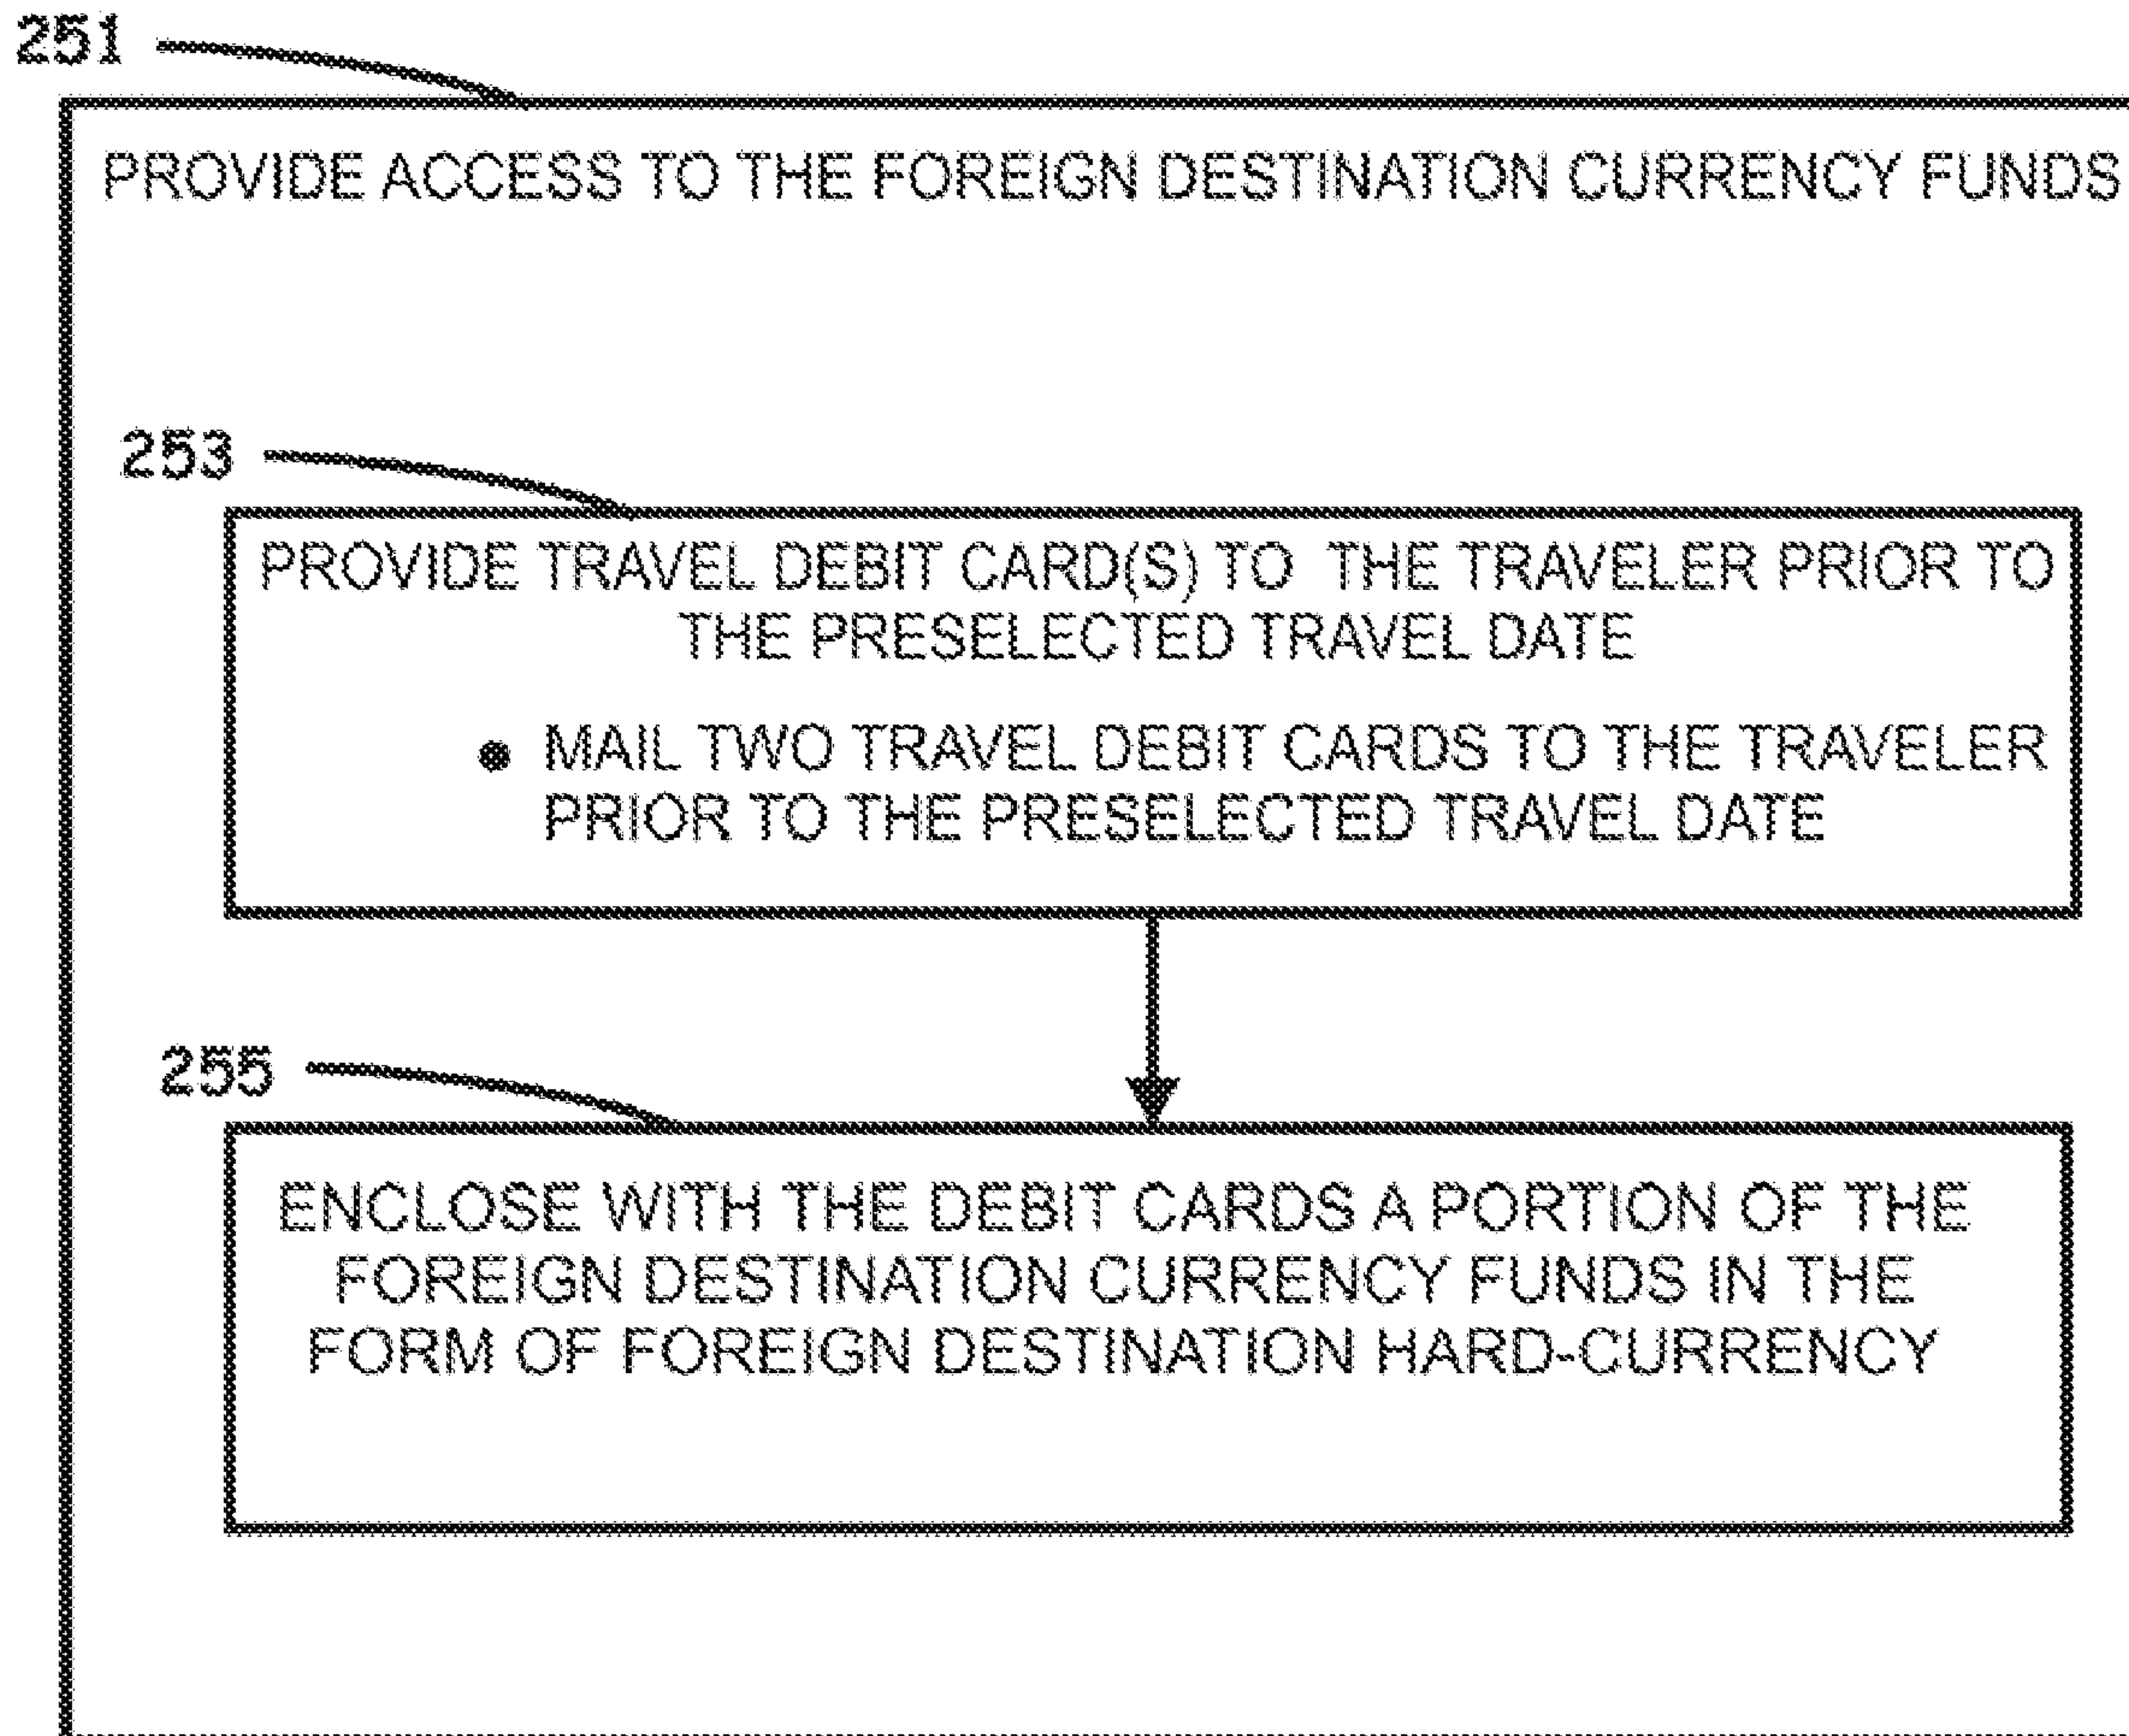 251
PROVIDE ACCESS TO THE FOREIGN DESTINATION CURRENCY FUNDS
253
PROVIDE TRAVEL DEBIT CARD(S) TO THE TRAVELER PRIOR TO
THE PRESELECTED TRAVEL DATE
• MAIL TWO TRAVEL DEBIT CARDS TO THE TRAVELER
PRIOR TO THE PRESELECTED TRAVEL DATE
255
ENCLOSE WITH THE DEBIT CARDS A PORTION OF THE
FOREIGN DESTINATION CURRENCY FUNDS IN THE
FORM OF FOREIGN DESTINATION HARD-CURRENCY